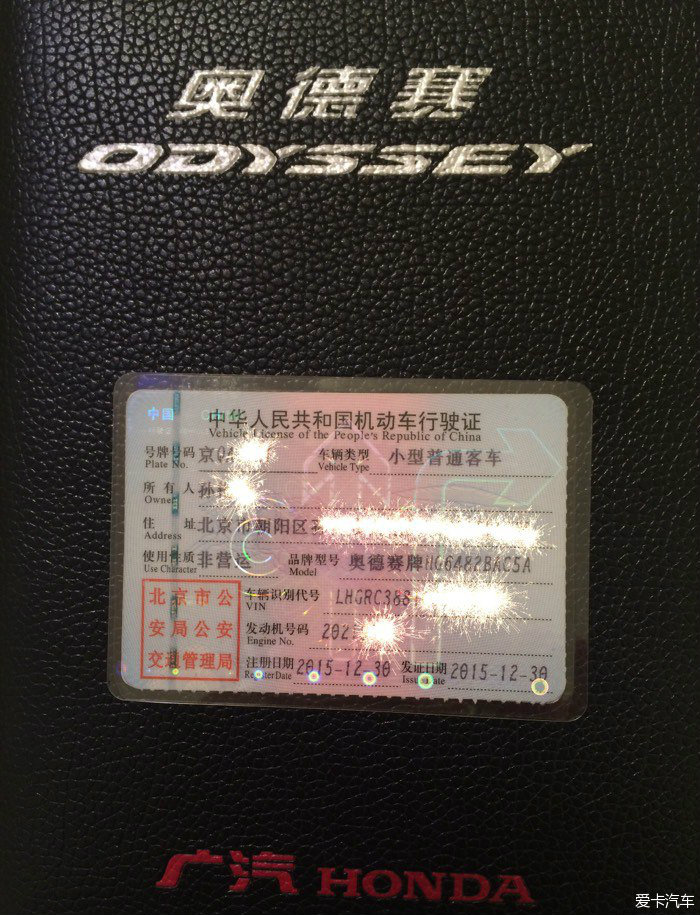 奥德赛
ODYSSEY
中国
中华人民共和国机动车行驶证
Vehicle License of the People's Republic of China
号牌号码 京 车辆类型 小型普通客车
Plate No. Vehicle Type
所有人 孙
Owner
住 址 北京市朝阳区
Address
使用性质 非营运 品牌型号 奥德赛牌HG6482BAC5A
Use Character Model
北京市公 车辆识别代号 LHGRC388
VIN
安局公安 发动机号码 202
Engine No.
交通管理局 注册日期 2015-12-30 发证日期 2015-12-30
Register Date Issue Date
广汽 HONDA
爱卡汽车